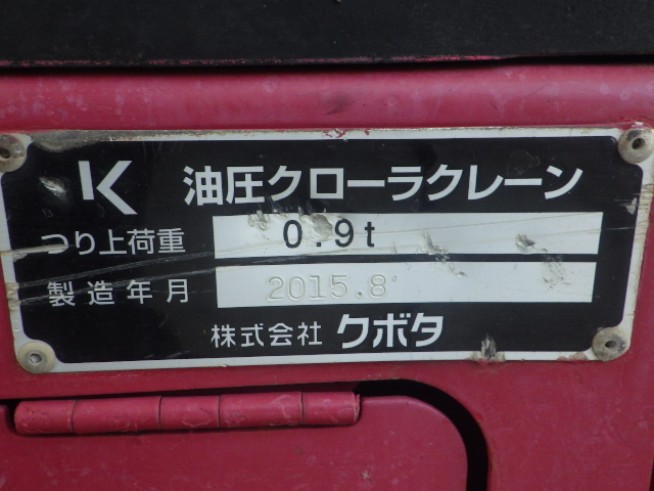 K 油圧クローラクレーン
つり上荷重 0.9t
製造年月 2015.8
株式会社 クボタ